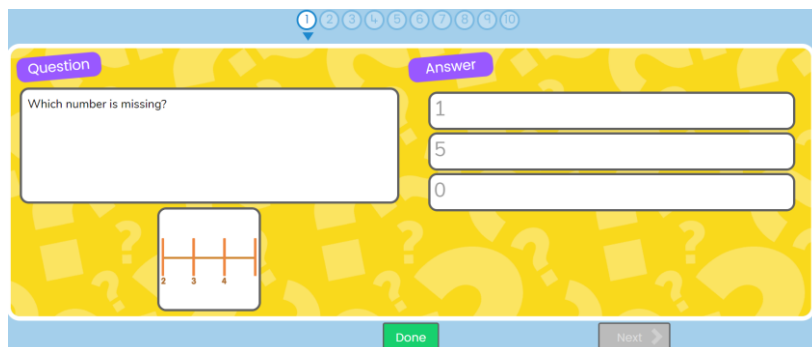 1 2 3 4 5 6 7 8 9 10
Question
Which number is missing?
2 3 4
Answer
1
5
0
Done
Next